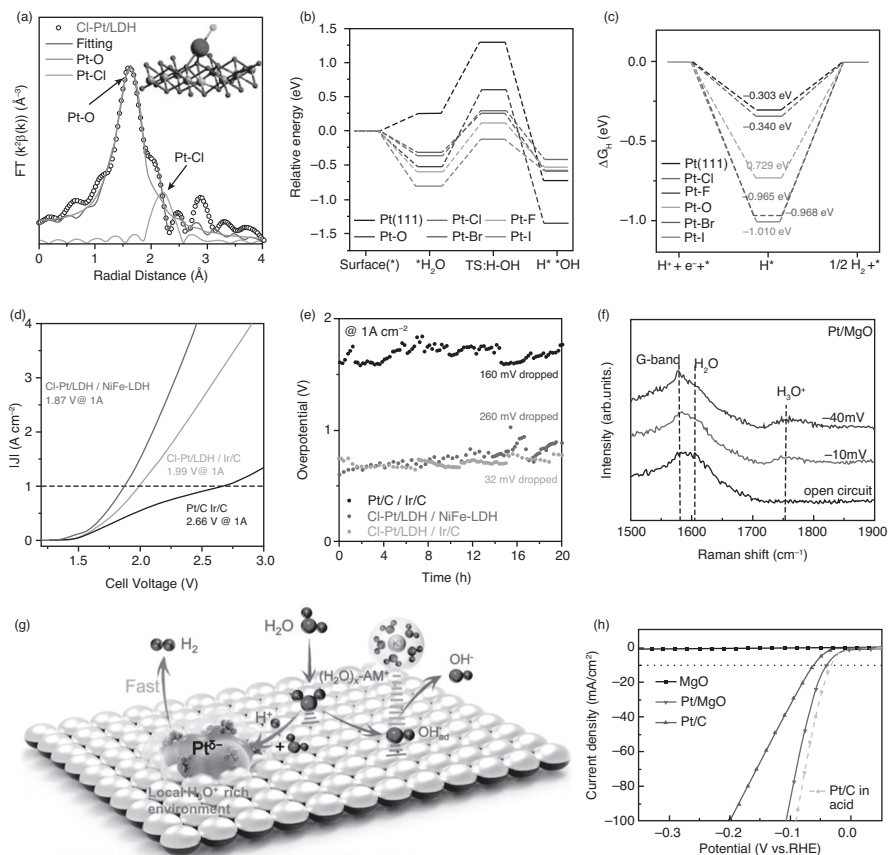 (a)
Cl-Pt/LDH
Fitting
Pt-O
Pt-Cl
Pt-O
Pt-Cl
FT (k²β(k)) (Å⁻³)
0 1 2 3 4
Radial Distance (Å)
(b)
1.5
1.0
0.5
0.0
−0.5
−1.0
−1.5
Relative energy (eV)
Pt(111) Pt-Cl Pt-F
Pt-O Pt-Br Pt-I
Surface(*) *H₂O TS:H-OH H* *OH
(c)
0.0
−0.5
−1.0
ΔG_H (eV)
−0.303 eV
−0.340 eV
0.729 eV
−0.965 eV
−0.968 eV
−1.010 eV
Pt(111)
Pt-Cl
Pt-F
Pt-O
Pt-Br
Pt-I
H⁺ + e⁻+* H* 1/2 H₂ +*
(d)
4
3
2
1
0
|J| (A cm⁻²)
Cl-Pt/LDH / NiFe-LDH
1.87 V@ 1A
Cl-Pt/LDH / Ir/C
1.99 V @ 1A
Pt/C Ir/C
2.66 V @ 1A
1.5 2.0 2.5 3.0
Cell Voltage (V)
(e)
@ 1A cm⁻²
2
1
0
Overpotential (V)
160 mV dropped
260 mV dropped
32 mV dropped
Pt/C / Ir/C
Cl-Pt/LDH / NiFe-LDH
Cl-Pt/LDH / Ir/C
0 4 8 12 16 20
Time (h)
(f)
Pt/MgO
G-band
H₂O
H₃O⁺
−40mV
−10mV
open circuit
Intensity (arb.units.)
1500 1600 1700 1800 1900
Raman shift (cm⁻¹)
(g)
H₂
Fast
H₂O
K⁺
(H₂O)ₓ-AM⁺
OH-
H⁺
+
OH_ad
Pt^δ−
Local H₃O⁺ rich
environment
(h)
0
−20
−40
−60
−80
−100
Current density (mA/cm²)
MgO
Pt/MgO
Pt/C
Pt/C in
acid
−0.3 −0.2 −0.1 0.0
Potential (V vs.RHE)